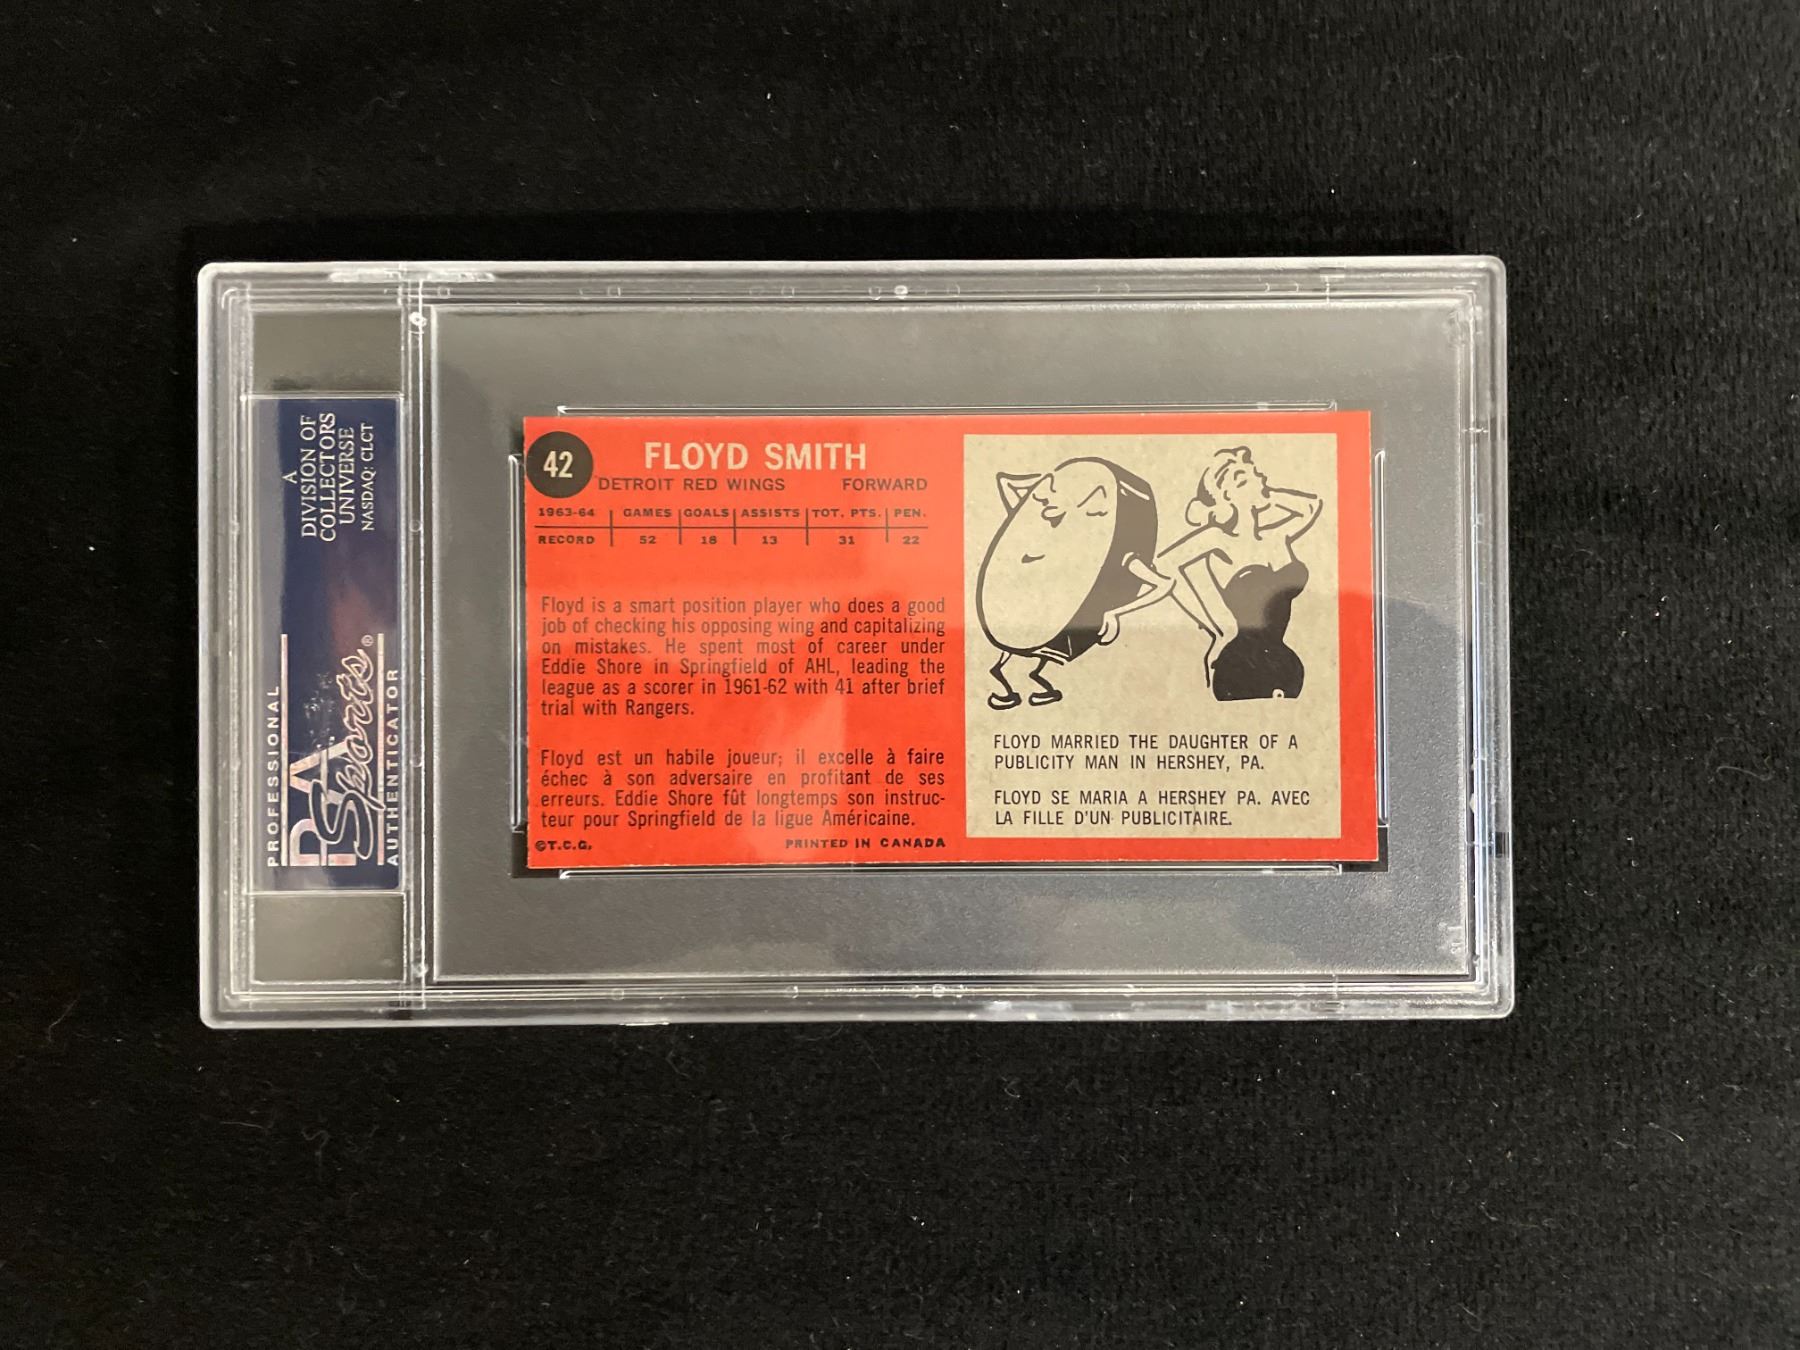 A
DIVISION OF
COLLECTORS
UNIVERSE
NASDAQ: CLCT
PROFESSIONAL
PSA
Sports®
AUTHENTICATOR
42
FLOYD SMITH
DETROIT RED WINGS FORWARD
1963-64 GAMES GOALS ASSISTS TOT. PTS. PEN.
RECORD 52 18 13 31 22
Floyd is a smart position player who does a good
job of checking his opposing wing and capitalizing
on mistakes. He spent most of career under
Eddie Shore in Springfield of AHL, leading the
league as a scorer in 1961-62 with 41 after brief
trial with Rangers.
Floyd est un habile joueur; il excelle à faire
échec à son adversaire en profitant de ses
erreurs. Eddie Shore fût longtemps son instruc-
teur pour Springfield de la ligue Américaine.
©T.C.G. PRINTED IN CANADA
FLOYD MARRIED THE DAUGHTER OF A
PUBLICITY MAN IN HERSHEY, PA.
FLOYD SE MARIA A HERSHEY PA. AVEC
LA FILLE D'UN PUBLICITAIRE.